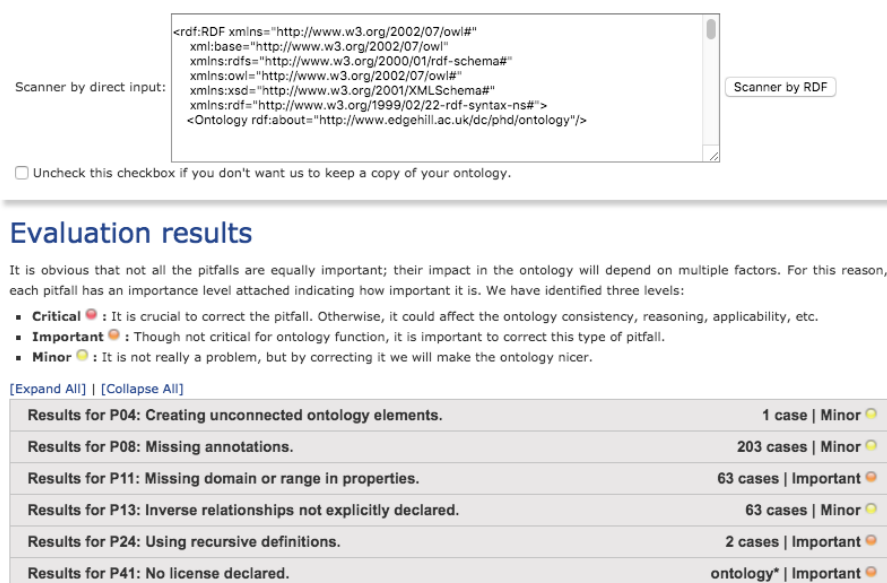 <rdf:RDF xmlns="http://www.w3.org/2002/07/owl#"
xml:base="http://www.w3.org/2002/07/owl"
xmlns:rdfs="http://www.w3.org/2000/01/rdf-schema#"
xmlns:owl="http://www.w3.org/2002/07/owl#"
Scanner by direct input:
xmlns:xsd="http://www.w3.org/2001/XMLSchema#"
Scanner by RDF
xmlns:rdf="http://www.w3.org/1999/02/22-rdf-syntax-ns#">
<Ontology rdf:about="http://www.edgehill.ac.uk/dc/phd/ontology"/>
Uncheck this checkbox if you don't want us to keep a copy of your ontology.
Evaluation results
It is obvious that not all the pitfalls are equally important; their impact in the ontology will depend on multiple factors. For this reason,
each pitfall has an importance level attached indicating how important it is. We have identified three levels:
Critical : It is crucial to correct the pitfall. Otherwise, it could affect the ontology consistency, reasoning, applicability, etc.
Important : Though not critical for ontology function, it is important to correct this type of pitfall.
Minor : It is not really a problem, but by correcting it we will make the ontology nicer.
[Expand All] | [Collapse All]
Results for P04: Creating unconnected ontology elements. 1 case | Minor
Results for P08: Missing annotations. 203 cases | Minor
Results for P11: Missing domain or range in properties. 63 cases | Important
Results for P13: Inverse relationships not explicitly declared. 63 cases | Minor
Results for P24: Using recursive definitions. 2 cases | Important
Results for P41: No license declared. ontology* | Important